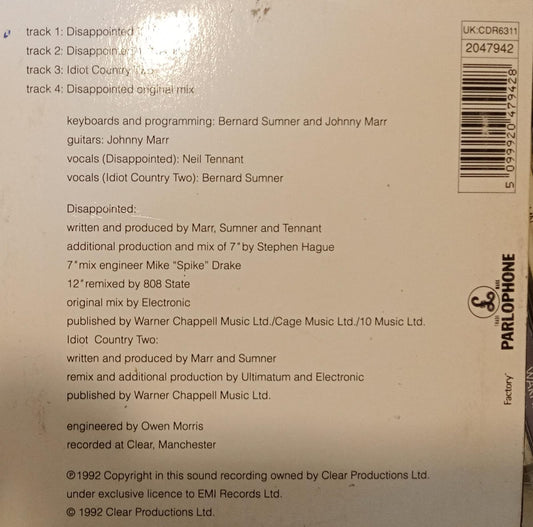 track 1: Disappointed
track 2: Disappointed
track 3: Idiot Country Two
track 4: Disappointed original mix
keyboards and programming: Bernard Sumner and Johnny Marr
guitars: Johnny Marr
vocals (Disappointed): Neil Tennant
vocals (Idiot Country Two): Bernard Sumner
Disappointed:
written and produced by Marr, Sumner and Tennant
additional production and mix of 7" by Stephen Hague
7" mix engineer Mike “Spike” Drake
12" remixed by 808 State
original mix by Electronic
published by Warner Chappell Music Ltd./Cage Music Ltd./10 Music Ltd.
Idiot Country Two:
written and produced by Marr and Sumner
remix and additional production by Ultimatum and Electronic
published by Warner Chappell Music Ltd.
engineered by Owen Morris
recorded at Clear, Manchester
℗1992 Copyright in this sound recording owned by Clear Productions Ltd.
under exclusive licence to EMI Records Ltd.
© 1992 Clear Productions Ltd.
UK:CDR6311
2047942
5 099920 479428
TRADE MARK
PARLOPHONE
Factory